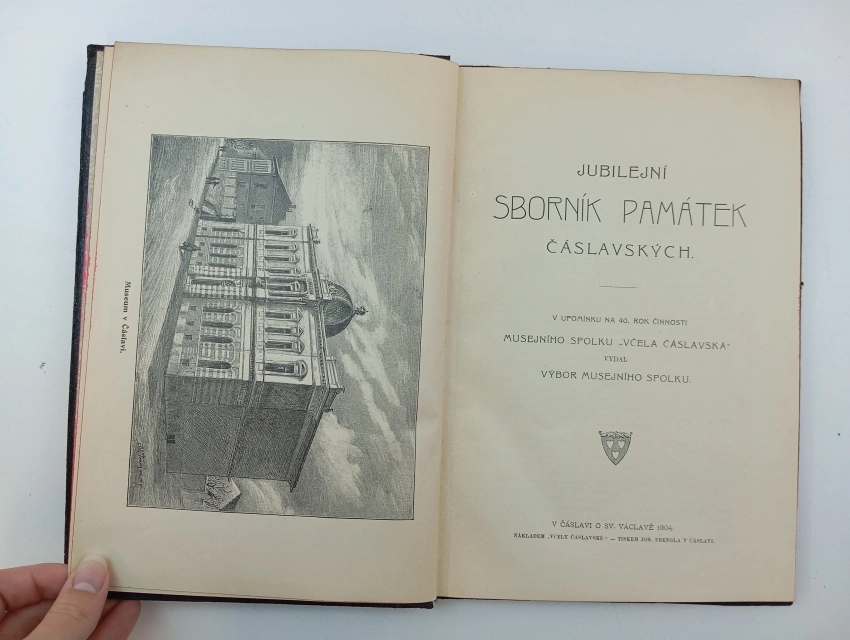 Museum v Čáslavi.
JUBILEJNÍ
SBORNÍK PAMÁTEK
ČÁSLAVSKÝCH.
V UPOMÍNKU NA 40. ROK ČINNOSTI
MUSEJNÍHO SPOLKU „VČELA ČÁSLAVSKÁ“
VYDAL
VÝBOR MUSEJNÍHO SPOLKU.
V ČÁSLAVI O SV. VÁCLAVĚ 1904.
NÁKLADEM „VČELY ČÁSLAVSKÉ“ — TISKEM JOS. TRENGLA V ČÁSLAVI.